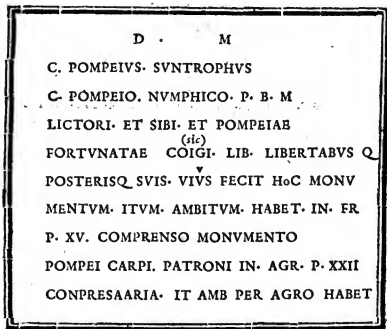 D · M
C. POMPEIVS· SVNTROPHVS
C· POMPEIO. NVMPHICO· P· B· M
LICTORI· ET SIBI· ET POMPEIAE
(sic)
FORTVNATAE COIGI· LIB· LIBERTABVS Q
V
POSTERISQ SVIS· VIVS FECIT HoC MONV
MENTVM· ITVM· AMBITVM· HABET· IN· FR
P· XV. COMPRENSO MONVMENTO
POMPEI CARPI. PATRONI IN· AGR· P· XXII
CONPRESAARIA· IT AMB PER AGRO HABET